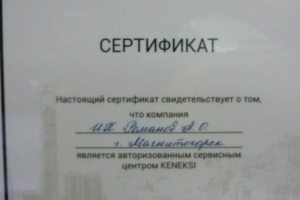 СЕРТИФИКАТ
Настоящий сертификат свидетельствует о том,
что компания
ИП Романов А.О.
г. Магнитогорск
является авторизованным сервисным
центром KENEKSI